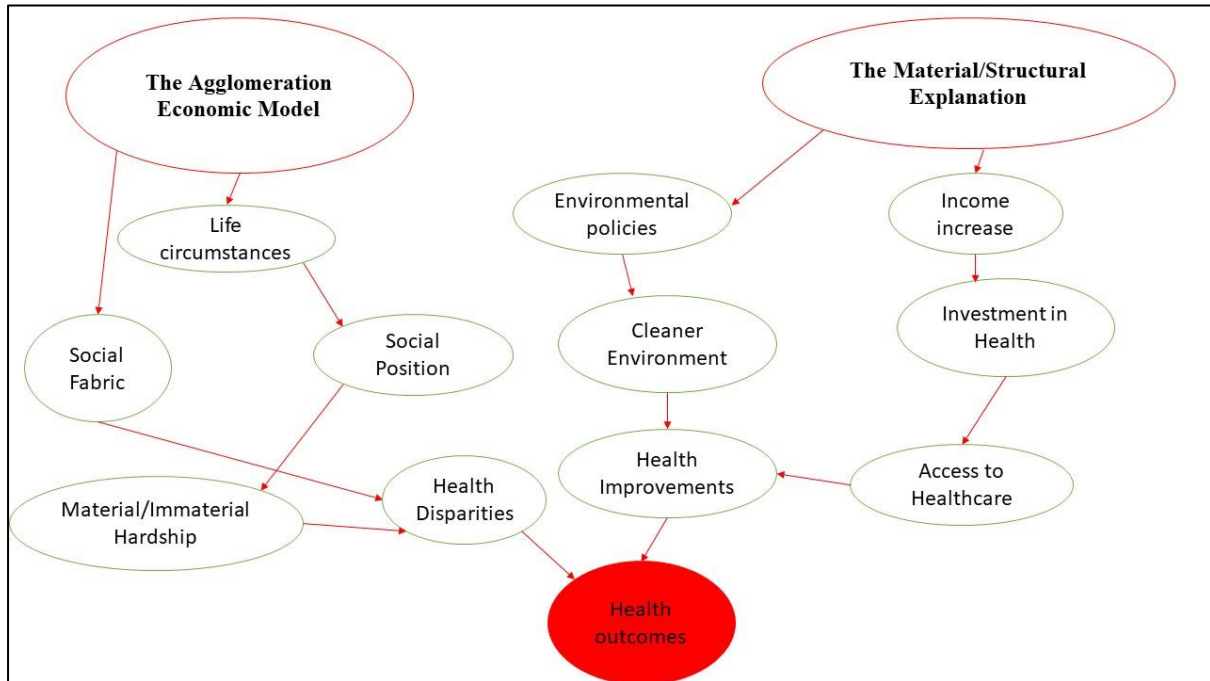 The Agglomeration
Economic Model
The Material/Structural
Explanation
Life
circumstances
Environmental
policies
Income
increase
Social
Fabric
Social
Position
Cleaner
Environment
Investment in
Health
Material/Immaterial
Hardship
Health
Disparities
Health
Improvements
Access to
Healthcare
Health
outcomes